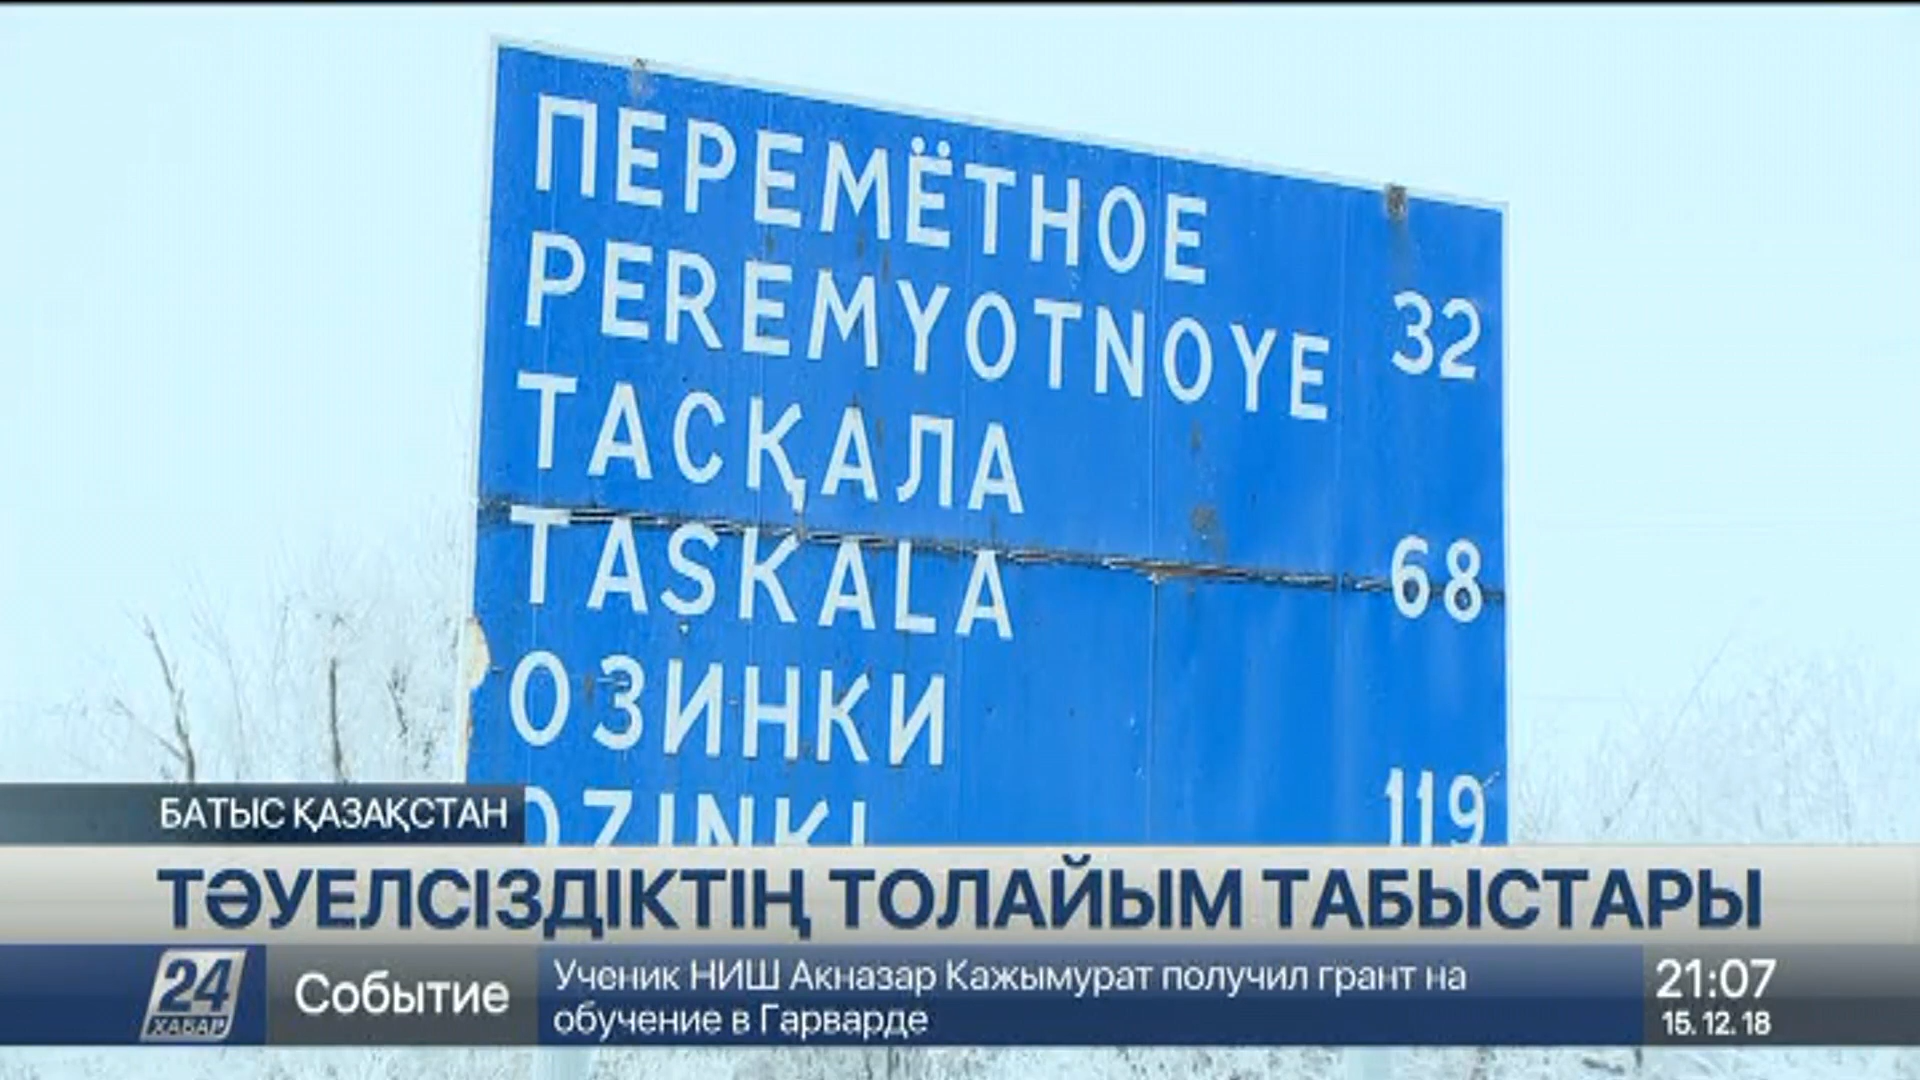 ПЕРЕМЁТНОЕ
PEREMYOTNOYE 32
ТАСҚАЛА
TASKALA 68
ОЗИНКИ
OZINKI 119
БАТЫС ҚАЗАҚСТАН
ТӘУЕЛСІЗДІКТІҢ ТОЛАЙЫМ ТАБЫСТАРЫ
24
ХАБАР
Событие
Ученик НИШ Акназар Кажымурат получил грант на
обучение в Гарварде
21:07
15. 12. 18